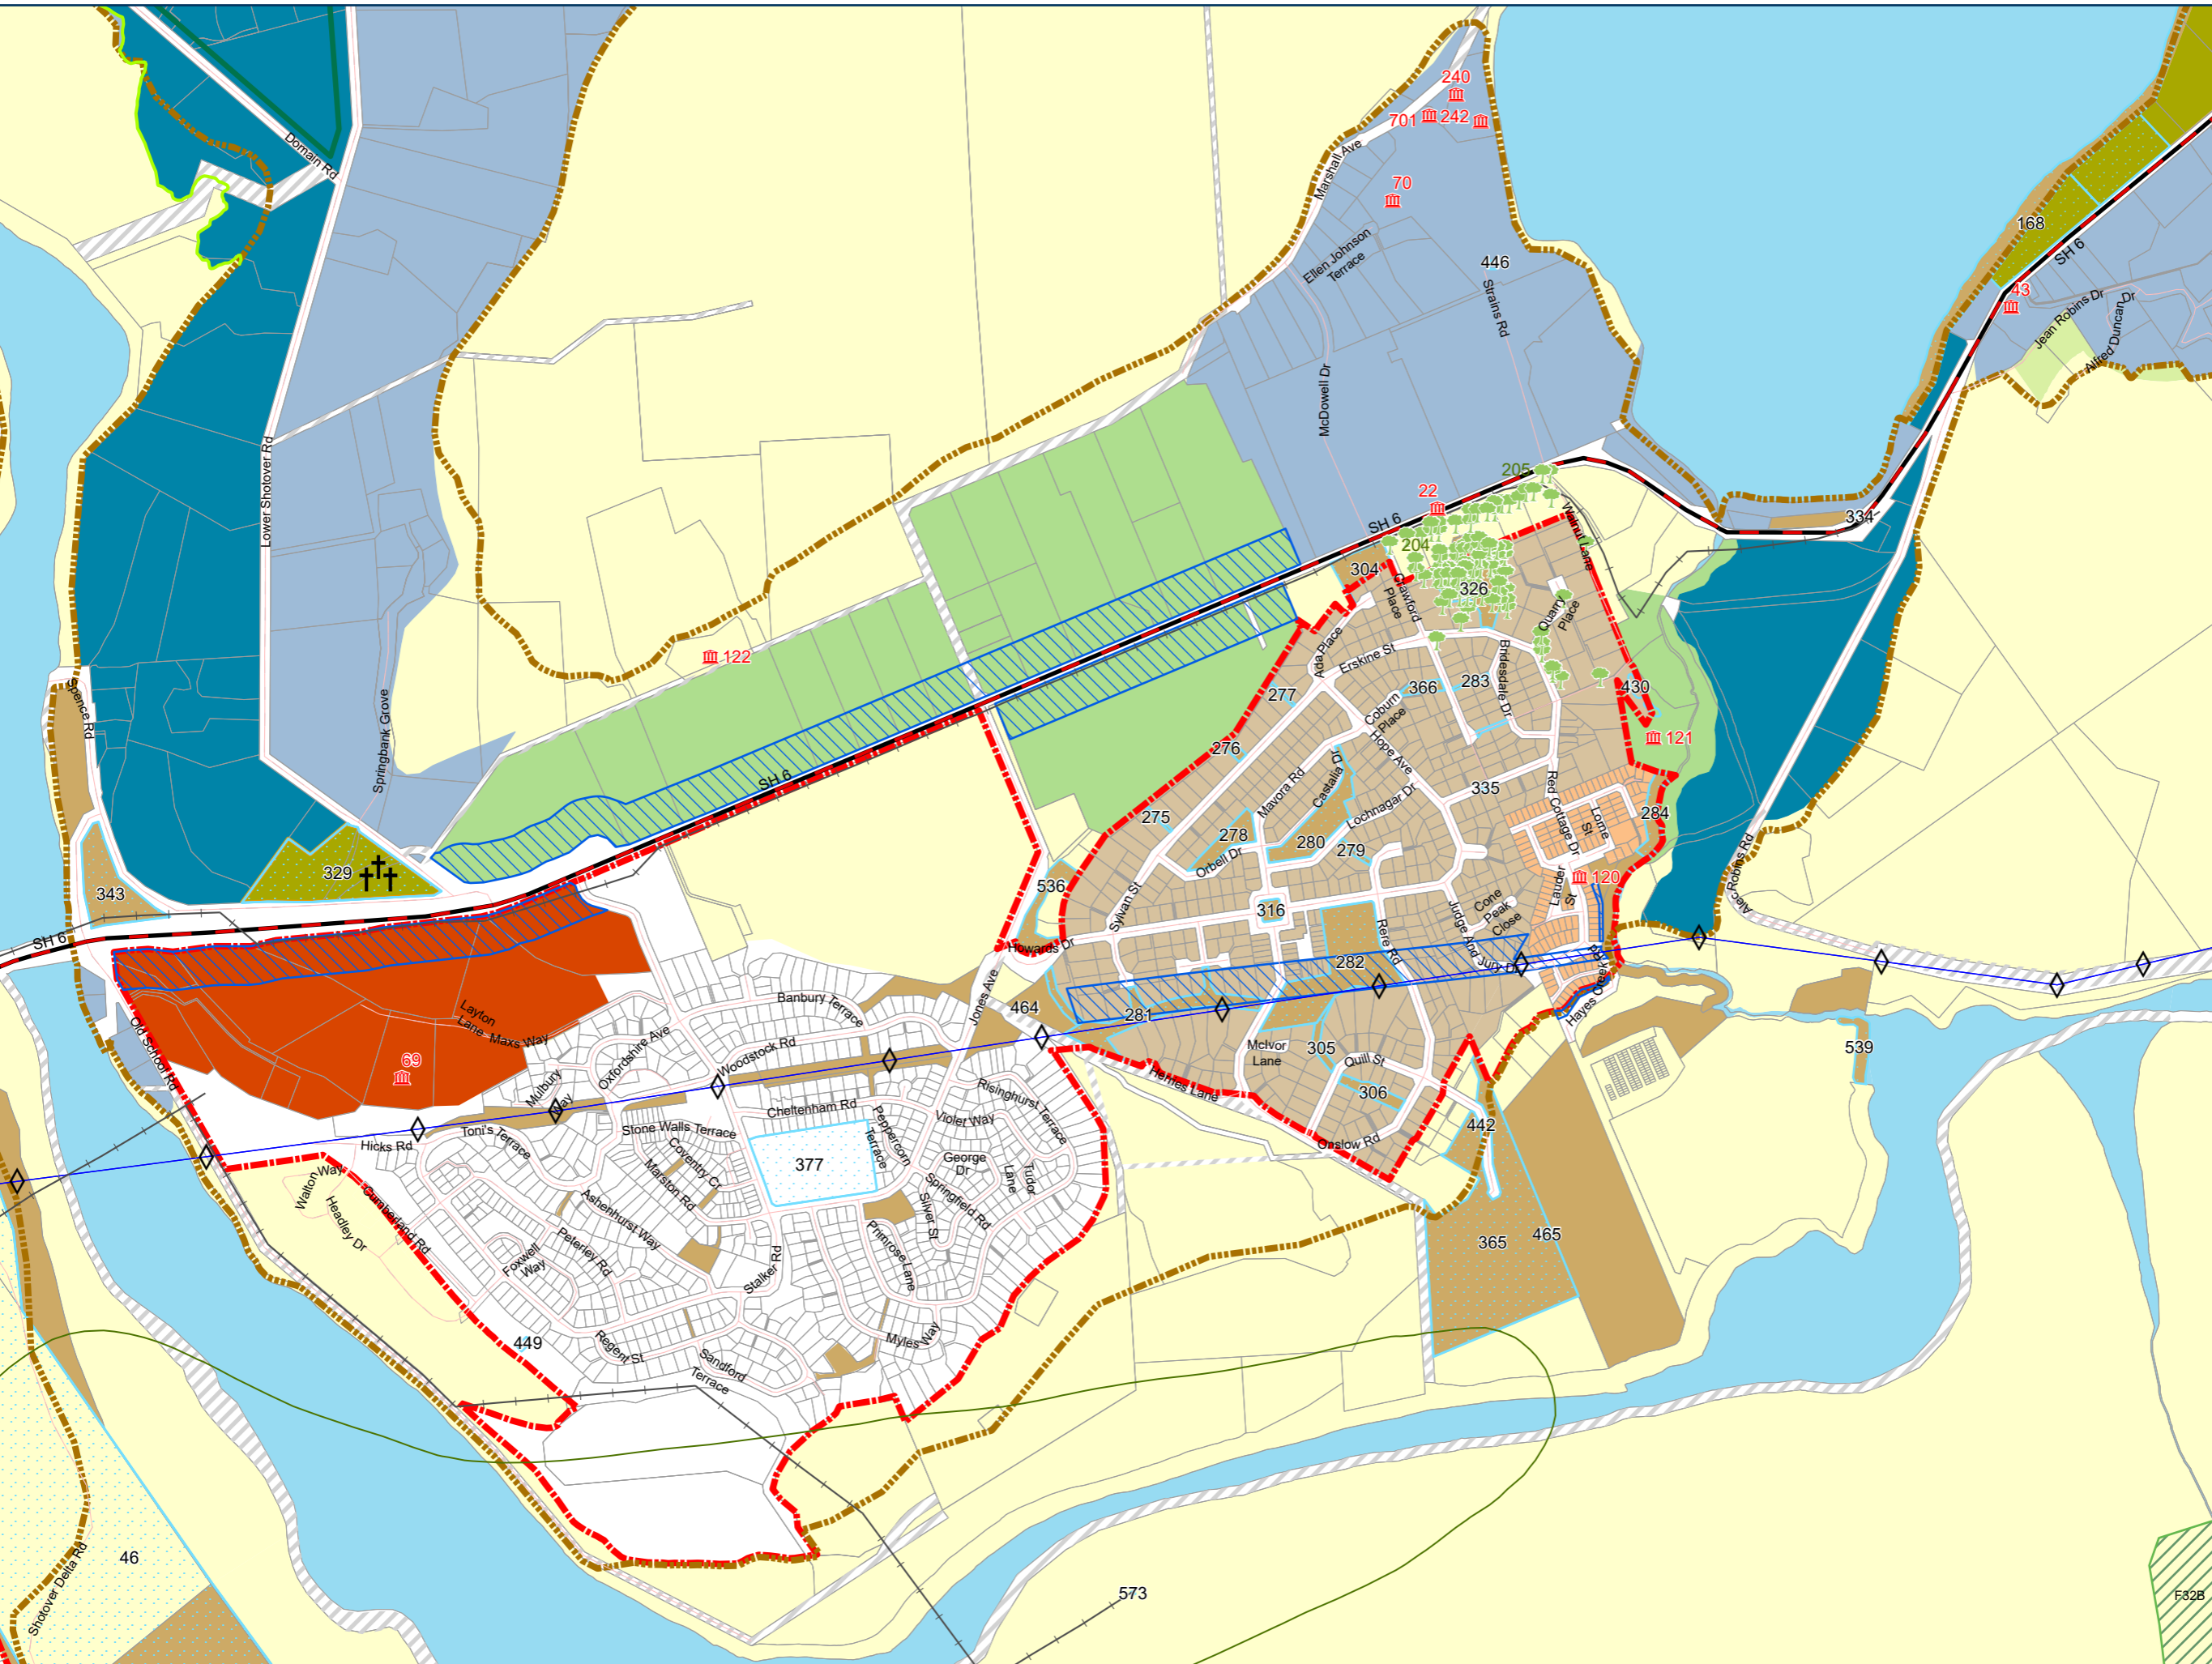 240
701
242
Domain Rd
Marshall Ave
70
168
SH 6
Ellen Johnson
Terrace
446
43
Strains Rd
Jean Robins Dr
Alfred Duncan Dr
McDowell Dr
Lower Shotover Rd
205
22
SH 6
204
Walnut Lane
334
304
Crawford
Place
326
Quarry
Place
122
Ada Place
Erskine St
Bridesdale Dr
Spence Rd
Springbank Grove
277
366
283
430
Coburn
Place
121
276
Hope Ave
SH 6
Castalia Dr
Mavora Rd
335
Red Cottage Dr
Lochnagar Dr
Lorne
St
284
275
278
280
279
329
343
Orbell Dr
536
120
Lauder
St
Alec Robins Rd
Sylvan St
316
Cone
Peak
Close
Judge And Jury Dr
Rere Rd
SH 6
Howards Dr
282
Hayes Creek Rd
Jones Ave
Banbury Terrace
464
281
Layton
Lane
Maxs Way
Old School Rd
Oxfordshire Ave
Woodstock Rd
McIvor
Lane
305
Quill St
539
69
Mulbury
Way
Herries Lane
306
Risinghurst Terrace
Cheltenham Rd
Peppercorn
Terrace
Violet Way
442
Stone Walls Terrace
Toni's Terrace
Hicks Rd
Onslow Rd
Coventry Cr
377
George
Dr
Tudor
Lane
Marston Rd
Walton Way
Headley Dr
Cumberland Rd
Springfield Rd
Silver St
Ashenhurst Way
Peterley Rd
Primrose Lane
365
465
Foxwell
Way
Stalker Rd
449
Regent St
Myles Way
Sandford
Terrace
46
Shotover Delta Rd
573
F32B